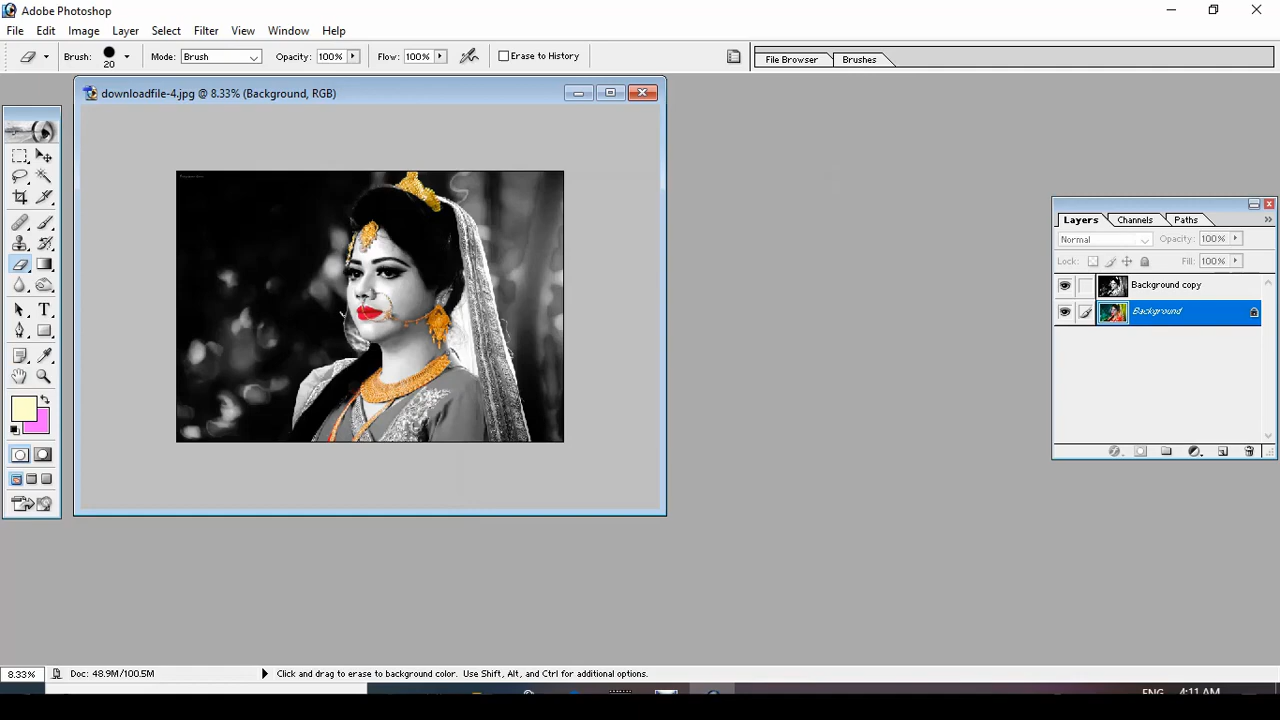 Adobe Photoshop
File Edit Image Layer Select Filter View Window Help
Brush: 20 Mode: Brush Opacity: 100% Flow: 100% Erase to History File Browser Brushes
downloadfile-4.jpg @ 8.33% (Background, RGB)
Layers Channels Paths
Normal Opacity: 100%
Lock: Fill: 100%
Background copy
Background
8.33% Doc: 48.9M/100.5M Click and drag to erase to background color. Use Shift, Alt, and Ctrl for additional options.
ENG 4:11 AM